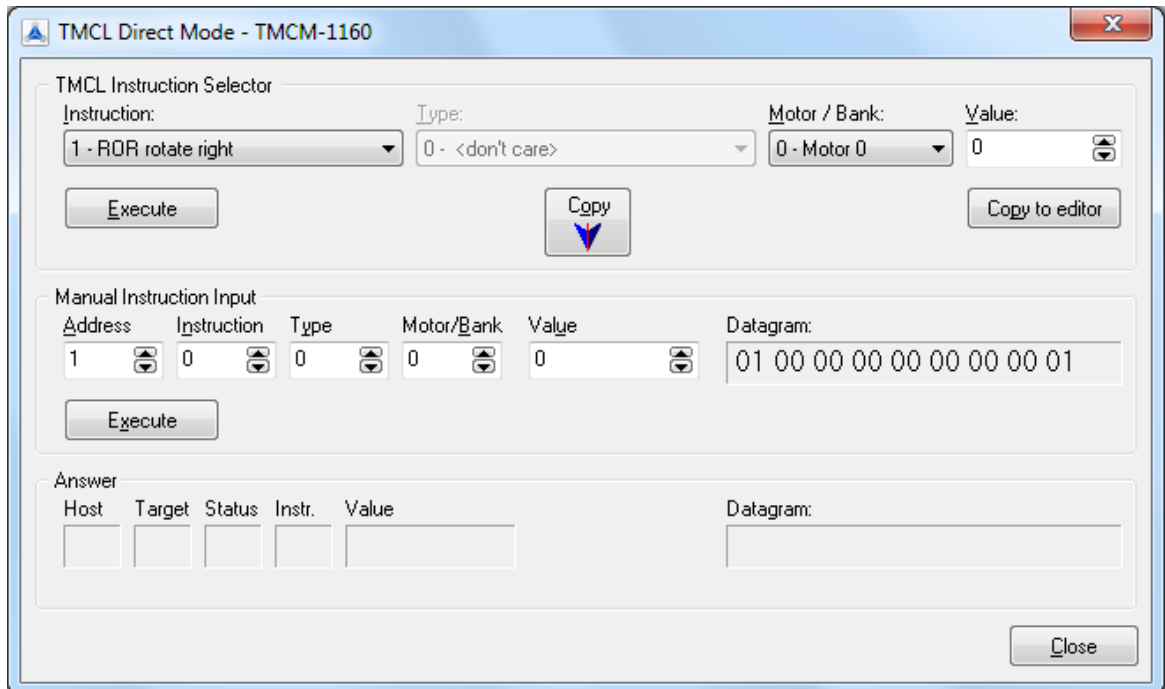 TMCL Direct Mode - TMCM-1160
TMCL Instruction Selector
Instruction: Type: Motor / Bank: Value:
1 - ROR rotate right 0 - <don't care> 0 - Motor 0 0
Execute Copy Copy to editor
Manual Instruction Input
Address Instruction Type Motor/Bank Value Datagram:
1 0 0 0 0 01 00 00 00 00 00 00 00 01
Execute
Answer
Host Target Status Instr. Value Datagram:
Close